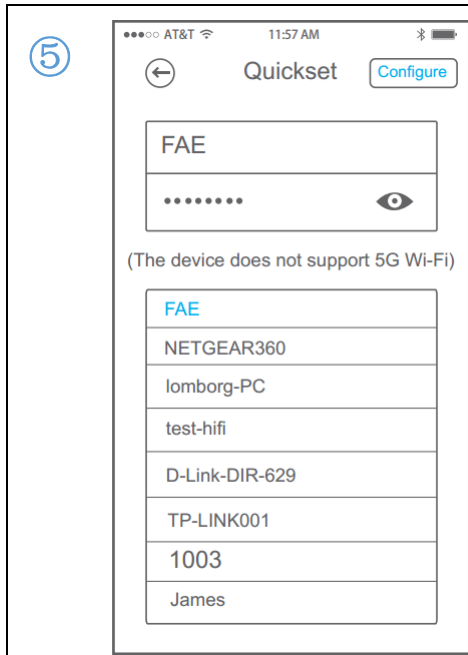 ⑤
●●●○○ AT&T 11:57 AM
Quickset Configure
FAE
••••••••
(The device does not support 5G Wi-Fi)
FAE
NETGEAR360
lomborg-PC
test-hifi
D-Link-DIR-629
TP-LINK001
1003
James